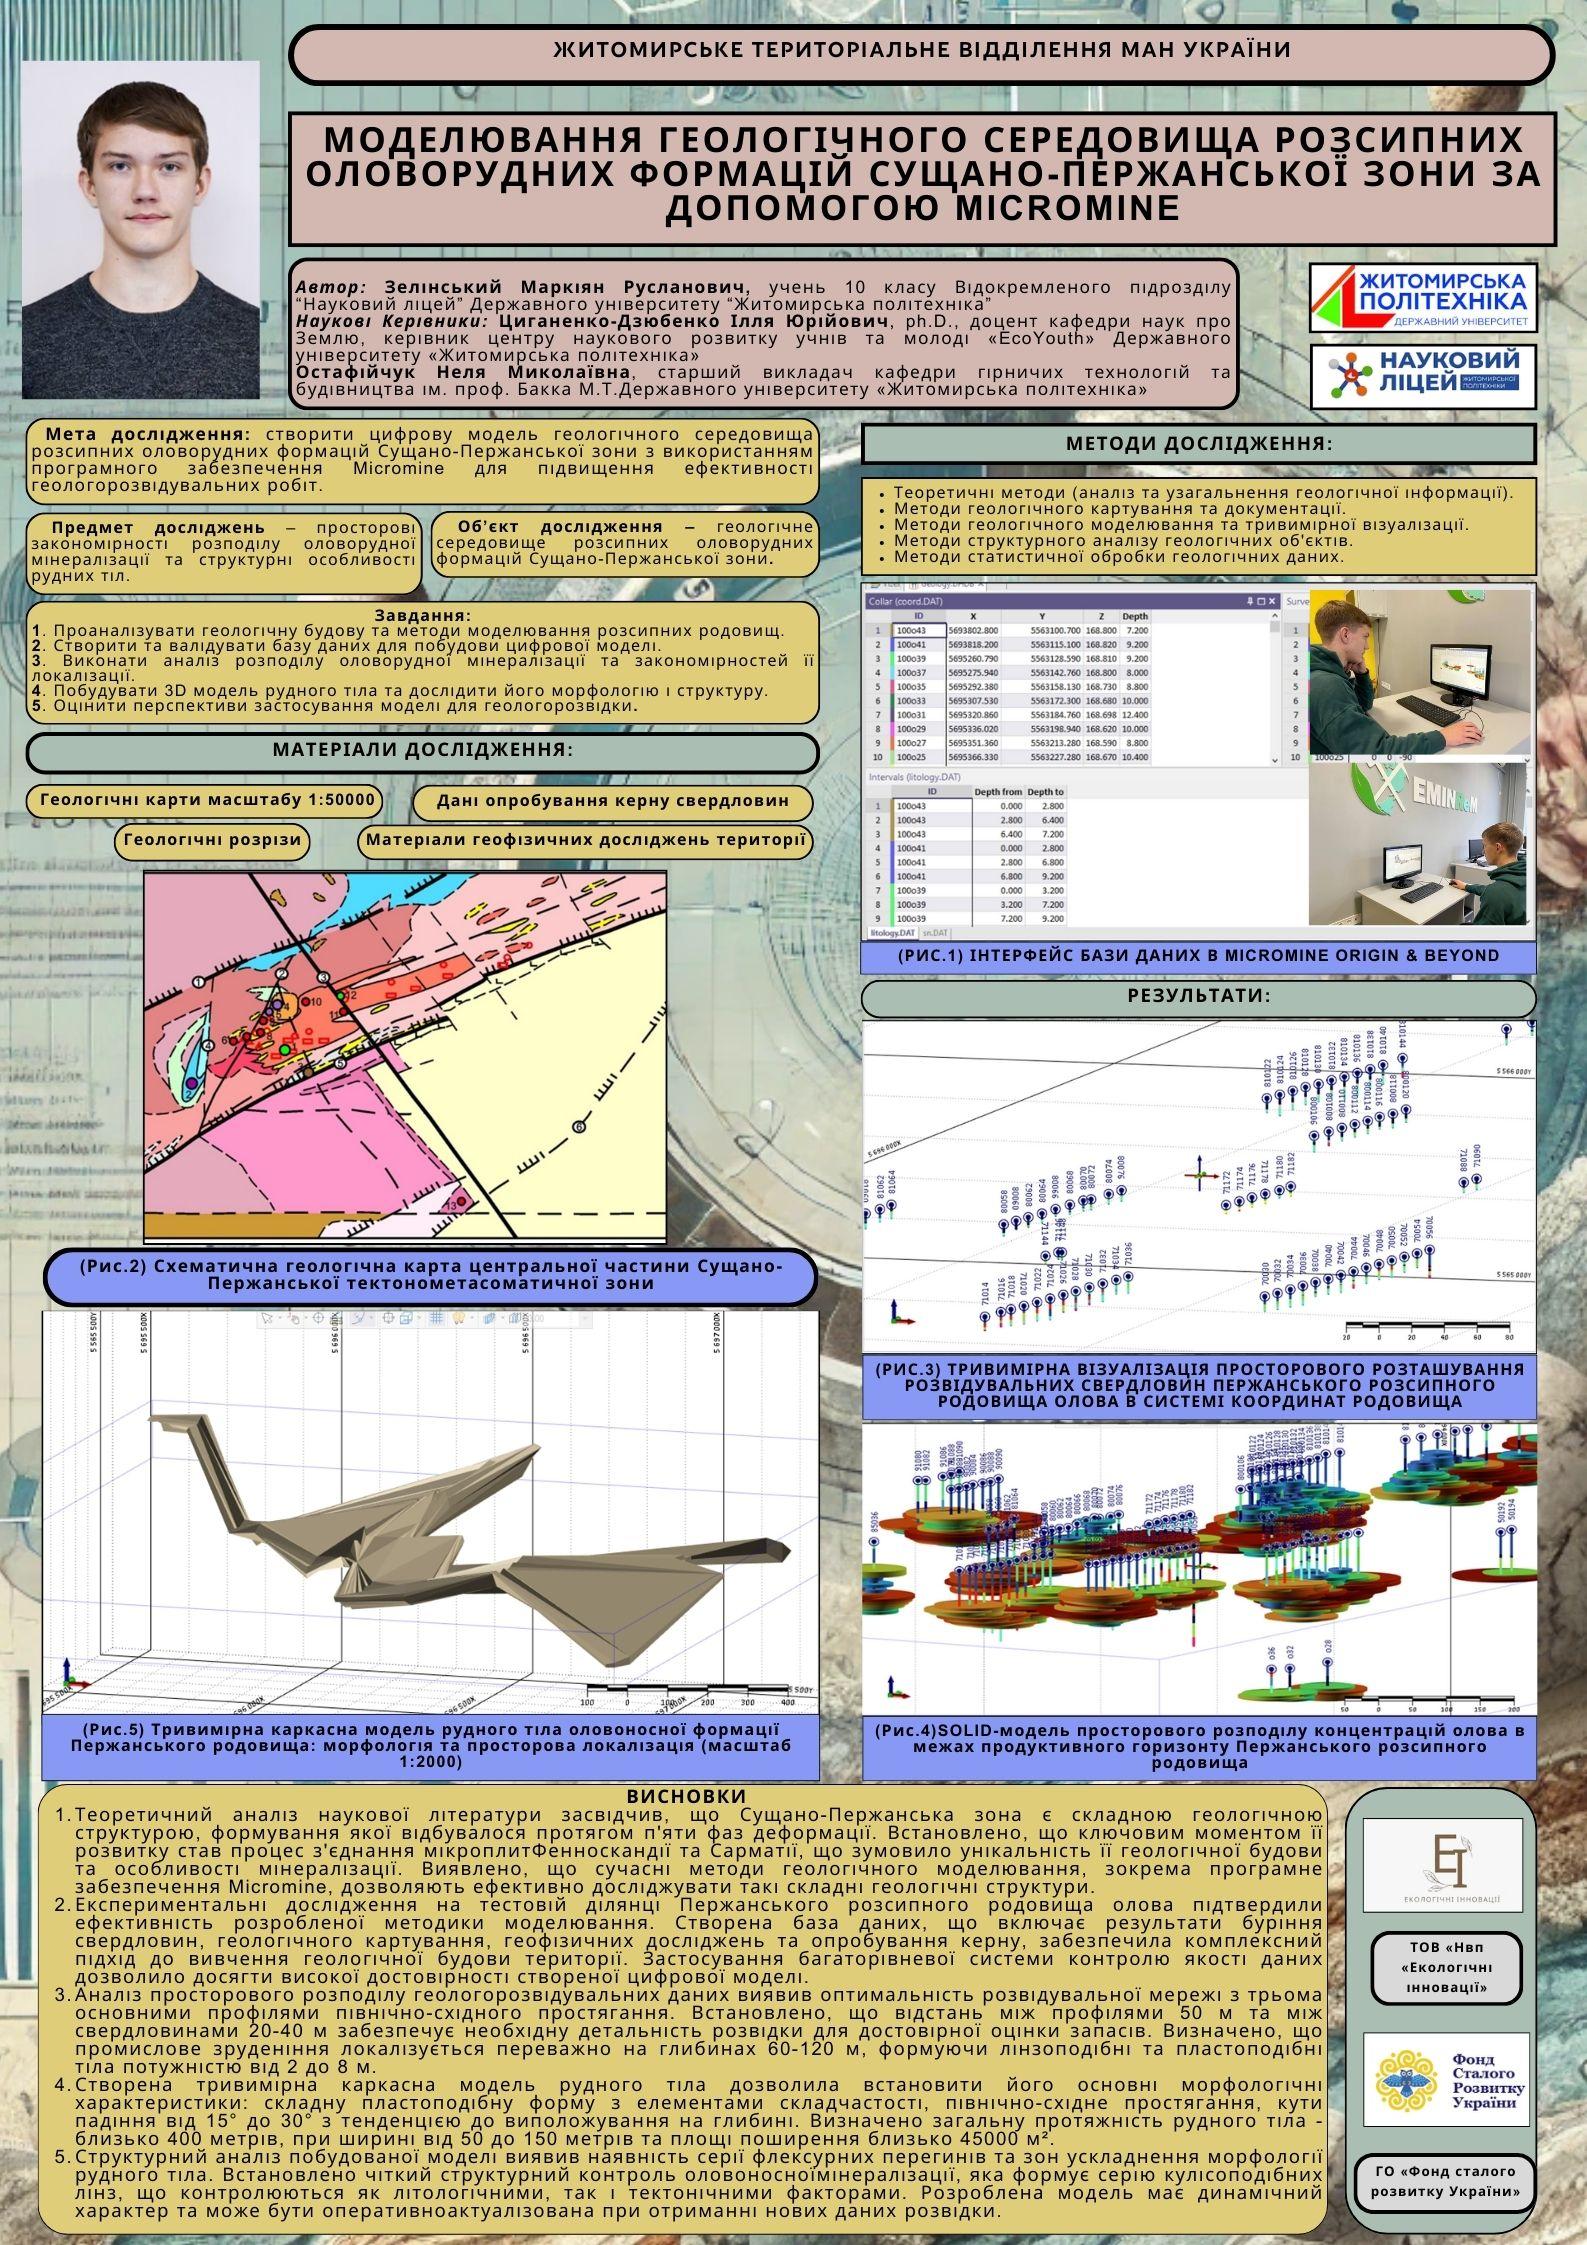 ЖИТОМИРСЬКЕ ТЕРИТОРІАЛЬНЕ ВІДДІЛЕННЯ МАН УКРАЇНИ
МОДЕЛЮВАННЯ ГЕОЛОГІЧНОГО СЕРЕДОВИЩА РОЗСИПНИХ
ОЛОВОРУДНИХ ФОРМАЦІЙ СУЩАНО-ПЕРЖАНСЬКОЇ ЗОНИ ЗА
ДОПОМОГОЮ MICROMINE
Автор: Зелінський Маркіян Русланович, учень 10 класу Відокремленого підрозділу
“Науковий ліцей” Державного університету “Житомирська політехніка”
Наукові Керівники: Циганенко-Дзюбенко Ілля Юрійович, ph.D., доцент кафедри наук про
Землю, керівник центру наукового розвитку учнів та молоді «EcoYouth» Державного
університету «Житомирська політехніка»
Остафійчук Неля Миколаївна, старший викладач кафедри гірничих технологій та
будівництва ім. проф. Бакка М.Т.Державного університету «Житомирська політехніка»
ЖИТОМИРСЬКА
ПОЛІТЕХНІКА
ДЕРЖАВНИЙ УНІВЕРСИТЕТ
НАУКОВИЙ
ЛІЦЕЙ ЖИТОМИРСЬКОЇ
ПОЛІТЕХНІКИ
Мета дослідження: створити цифрову модель геологічного середовища
розсипних оловорудних формацій Сущано-Пержанської зони з використанням
програмного забезпечення Micromine для підвищення ефективності
геологорозвідувальних робіт.
Предмет досліджень – просторові
закономірності розподілу оловорудної
мінералізації та структурні особливості
рудних тіл.
Об’єкт дослідження – геологічне
середовище розсипних оловорудних
формацій Сущано-Пержанської зони.
Завдання:
1. Проаналізувати геологічну будову та методи моделювання розсипних родовищ.
2. Створити та валідувати базу даних для побудови цифрової моделі.
3. Виконати аналіз розподілу оловорудної мінералізації та закономірностей її
локалізації.
4. Побудувати 3D модель рудного тіла та дослідити його морфологію і структуру.
5. Оцінити перспективи застосування моделі для геологорозвідки.
МАТЕРІАЛИ ДОСЛІДЖЕННЯ:
Геологічні карти масштабу 1:50000
Дані опробування керну свердловин
Геологічні розрізи
Матеріали геофізичних досліджень території
(Рис.2) Схематична геологічна карта центральної частини Сущано-
Пержанської тектонометасоматичної зони
(Рис.5) Тривимірна каркасна модель рудного тіла оловоносної формації
Пержанського родовища: морфологія та просторова локалізація (масштаб
1:2000)
МЕТОДИ ДОСЛІДЖЕННЯ:
• Теоретичні методи (аналіз та узагальнення геологічної інформації).
• Методи геологічного картування та документації.
• Методи геологічного моделювання та тривимірної візуалізації.
• Методи структурного аналізу геологічних об'єктів.
• Методи статистичної обробки геологічних даних.
Collar (coord.DAT)
ID X Y Z Depth
1 100o43 5693802.800 5563100.700 168.800 7.200
2 100o41 5693818.200 5563115.100 168.820 9.200
3 100o39 5695260.790 5563128.590 168.810 9.200
4 100o37 5695275.940 5563142.760 168.800 8.000
5 100o35 5695292.380 5563158.130 168.730 8.800
6 100o33 5695307.530 5563172.300 168.680 10.000
7 100o31 5695320.860 5563184.760 168.698 12.400
8 100o29 5695336.020 5563198.940 168.620 10.000
9 100o27 5695351.360 5563213.280 168.590 8.800
10 100o25 5695366.330 5563227.280 168.670 10.400
Intervals (litology.DAT)
ID Depth from Depth to
1 100o43 0.000 2.800
2 100o43 2.800 6.400
3 100o43 6.400 7.200
4 100o41 0.000 2.800
5 100o41 2.800 6.800
6 100o41 6.800 9.200
7 100o39 0.000 3.200
8 100o39 3.200 7.200
9 100o39 7.200 9.200
litology.DAT sn.DAT
(РИС.1) ІНТЕРФЕЙС БАЗИ ДАНИХ В MICROMINE ORIGIN & BEYOND
РЕЗУЛЬТАТИ:
(РИС.3) ТРИВИМІРНА ВІЗУАЛІЗАЦІЯ ПРОСТОРОВОГО РОЗТАШУВАННЯ
РОЗВІДУВАЛЬНИХ СВЕРДЛОВИН ПЕРЖАНСЬКОГО РОЗСИПНОГО
РОДОВИЩА ОЛОВА В СИСТЕМІ КООРДИНАТ РОДОВИЩА
(Рис.4)SOLID-модель просторового розподілу концентрацій олова в
межах продуктивного горизонту Пержанського розсипного
родовища
ВИСНОВКИ
1. Теоретичний аналіз наукової літератури засвідчив, що Сущано-Пержанська зона є складною геологічною
структурою, формування якої відбувалося протягом п'яти фаз деформації. Встановлено, що ключовим моментом її
розвитку став процес з'єднання мікроплитФенноскандії та Сарматії, що зумовило унікальність її геологічної будови
та особливості мінералізації. Виявлено, що сучасні методи геологічного моделювання, зокрема програмне
забезпечення Micromine, дозволяють ефективно досліджувати такі складні геологічні структури.
2. Експериментальні дослідження на тестовій ділянці Пержанського розсипного родовища олова підтвердили
ефективність розробленої методики моделювання. Створена база даних, що включає результати буріння
свердловин, геологічного картування, геофізичних досліджень та опробування керну, забезпечила комплексний
підхід до вивчення геологічної будови території. Застосування багаторівневої системи контролю якості даних
дозволило досягти високої достовірності створеної цифрової моделі.
3. Аналіз просторового розподілу геологорозвідувальних даних виявив оптимальність розвідувальної мережі з трьома
основними профілями північно-східного простягання. Встановлено, що відстань між профілями 50 м та між
свердловинами 20-40 м забезпечує необхідну детальність розвідки для достовірної оцінки запасів. Визначено, що
промислове зруденіння локалізується переважно на глибинах 60-120 м, формуючи лінзоподібні та пластоподібні
тіла потужністю від 2 до 8 м.
4. Створена тривимірна каркасна модель рудного тіла дозволила встановити його основні морфологічні
характеристики: складну пластоподібну форму з елементами складчастості, північно-східне простягання, кути
падіння від 15° до 30° з тенденцією до виположування на глибині. Визначено загальну протяжність рудного тіла -
близько 400 метрів, при ширині від 50 до 150 метрів та площі поширення близько 45000 м².
5. Структурний аналіз побудованої моделі виявив наявність серії флексурних перегинів та зон ускладнення морфології
рудного тіла. Встановлено чіткий структурний контроль оловоносноїмінералізації, яка формує серію кулісоподібних
лінз, що контролюються як літологічними, так і тектонічними факторами. Розроблена модель має динамічний
характер та може бути оперативноактуалізована при отриманні нових даних розвідки.
ЕІ
ЕКОЛОГІЧНІ ІННОВАЦІЇ
ТОВ «Нвп
«Екологічні
інновації»
Фонд
Сталого
Розвитку
України
ГО «Фонд сталого
розвитку України»